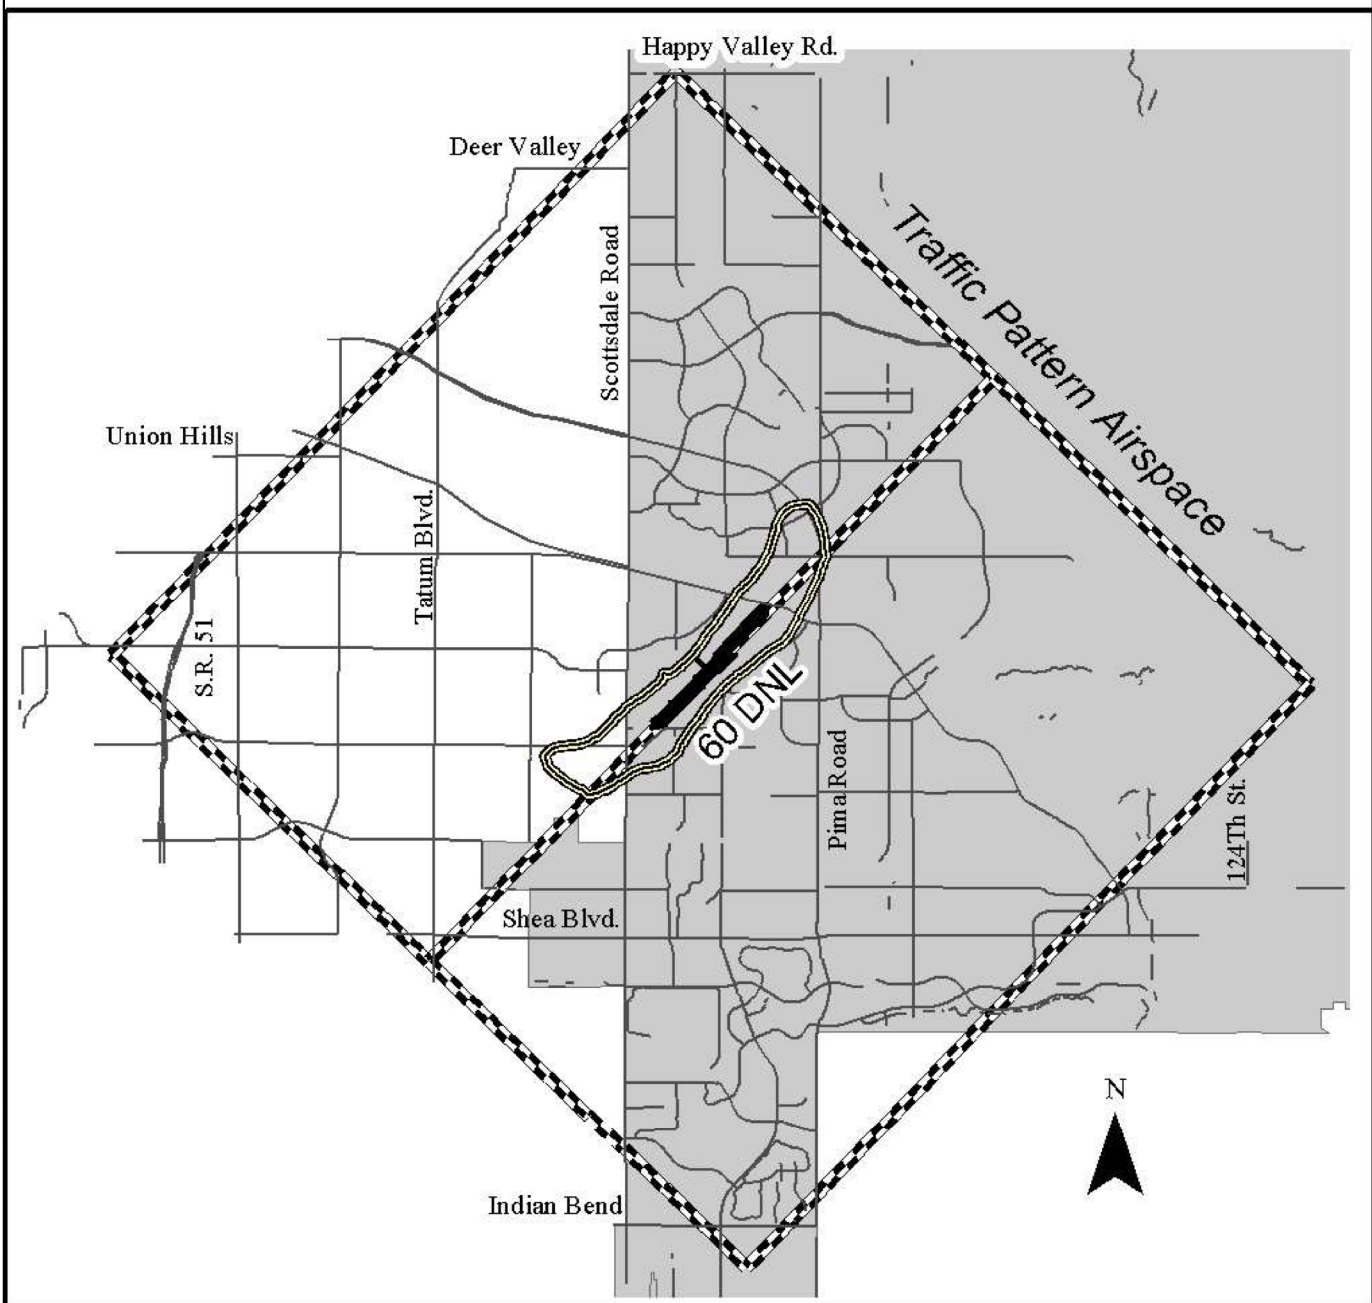 Happy Valley Rd.
Deer Valley
Scottsdale Road
Traffic Pattern Airspace
Union Hills
Tatum Blvd.
S.R. 51
60 DNL
Pima Road
124Th St.
Shea Blvd.
N
Indian Bend